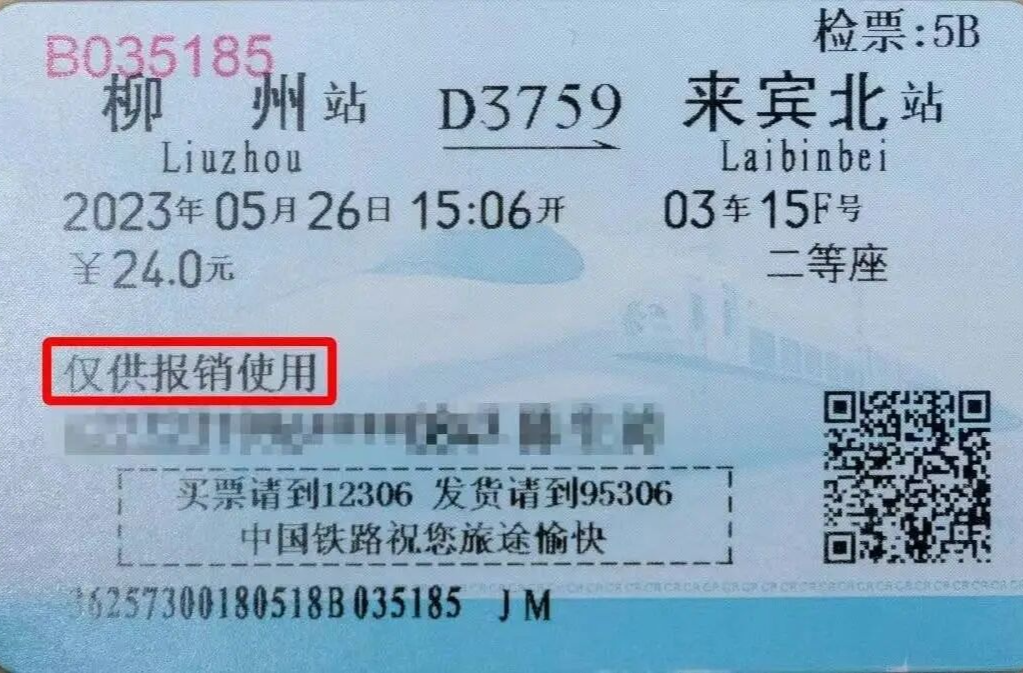 检票:5B
B035185
柳州站 D3759 来宾北站
Liuzhou Laibinbei
2023年05月26日 15:06开 03车15F号
¥24.0元 二等座
仅供报销使用
买票请到12306 发货请到95306
中国铁路祝您旅途愉快
36257300180518B035185 JM